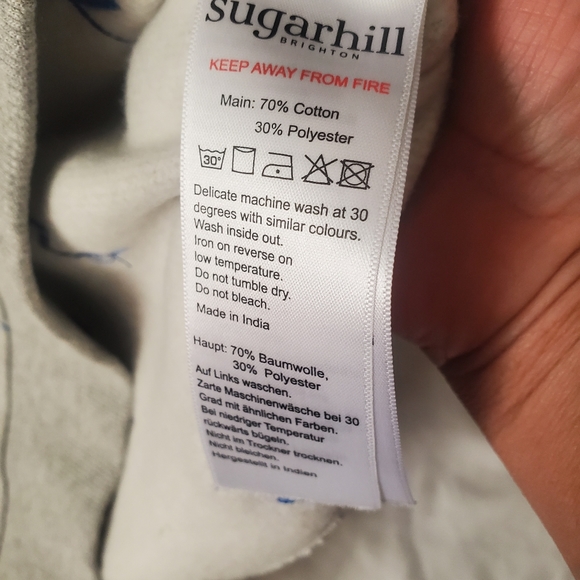 sugarhill
BRIGHTON
KEEP AWAY FROM FIRE
Main: 70% Cotton
30% Polyester
30°
Delicate machine wash at 30
degrees with similar colours.
Wash inside out.
Iron on reverse on
low temperature.
Do not tumble dry.
Do not bleach.
Made in India
Haupt: 70% Baumwolle,
30% Polyester
Auf Links waschen.
Zarte Maschinenwäsche bei 30
Grad mit ähnlichen Farben.
Bei niedriger Temperatur
rückwärts bügeln.
Nicht im Trockner trocknen.
Nicht bleichen.
Hergestellt in Indien